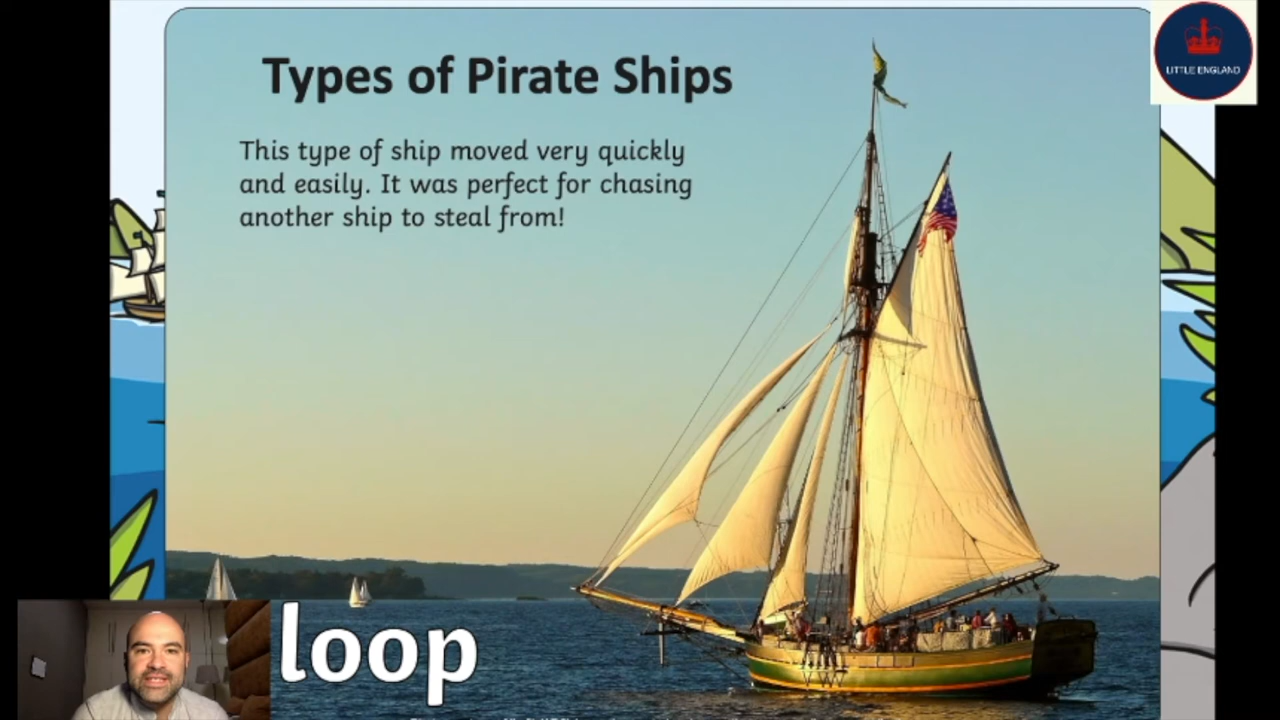 Types of Pirate Ships
LITTLE ENGLAND
This type of ship moved very quickly
and easily. It was perfect for chasing
another ship to steal from!
loop